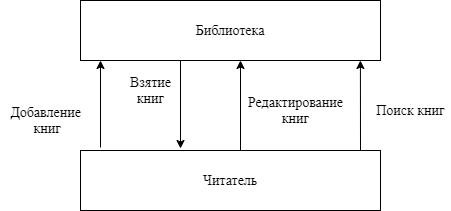 Библиотека
Добавление
книг
Взятие
книг
Редактирование
книг
Поиск книг
Читатель